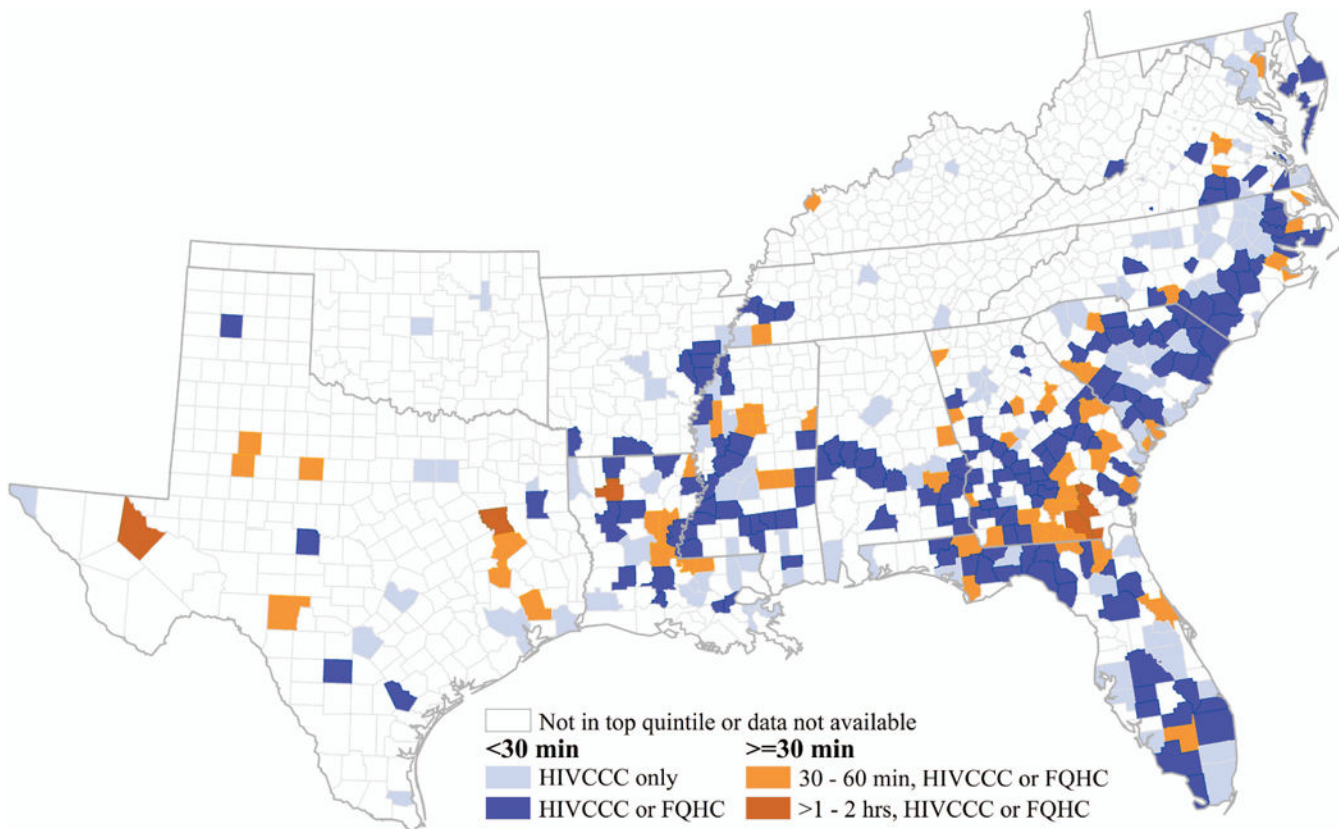 Not in top quintile or data not available
<30 min >=30 min
HIVCCC only 30 - 60 min, HIVCCC or FQHC
HIVCCC or FQHC >1 - 2 hrs, HIVCCC or FQHC